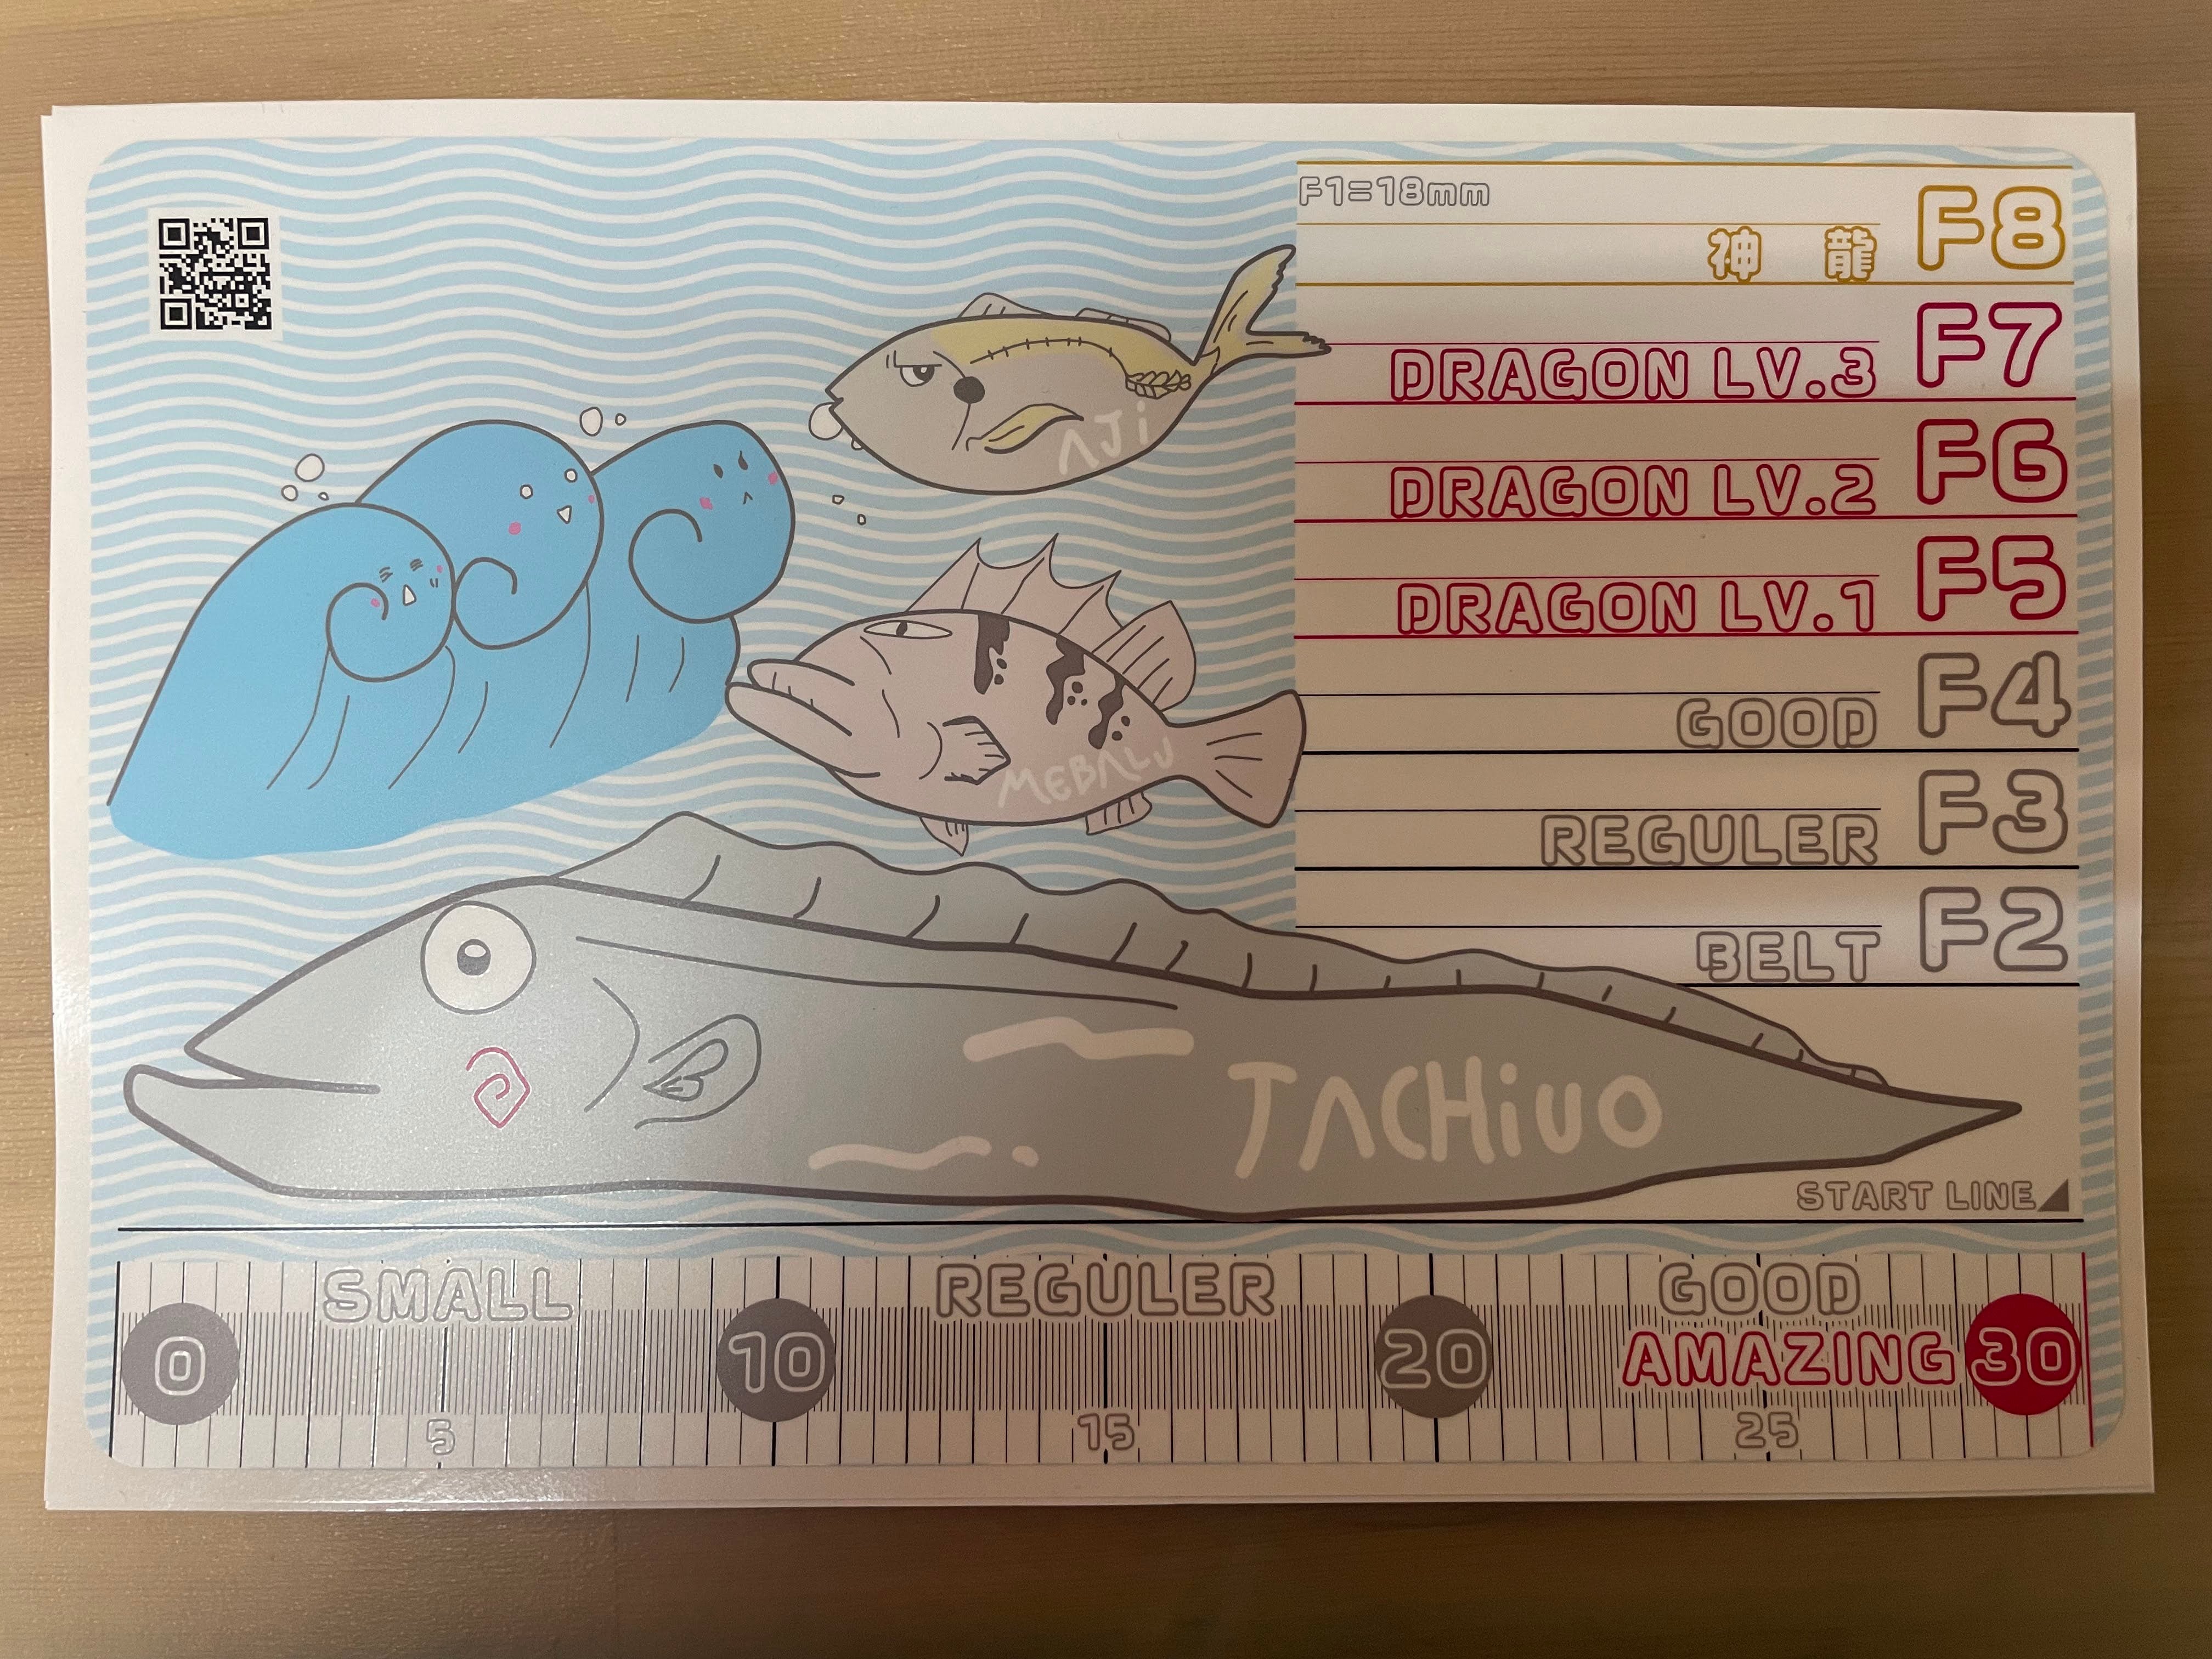 F1=18mm
神龍 F8
DRAGON LV.3 F7
DRAGON LV.2 F6
DRAGON LV.1 F5
GOOD F4
REGULER F3
BELT F2
AJi
MEBALU
TACHiUO
START LINE
SMALL REGULER GOOD
0 10 20 AMAZING 30
5 15 25